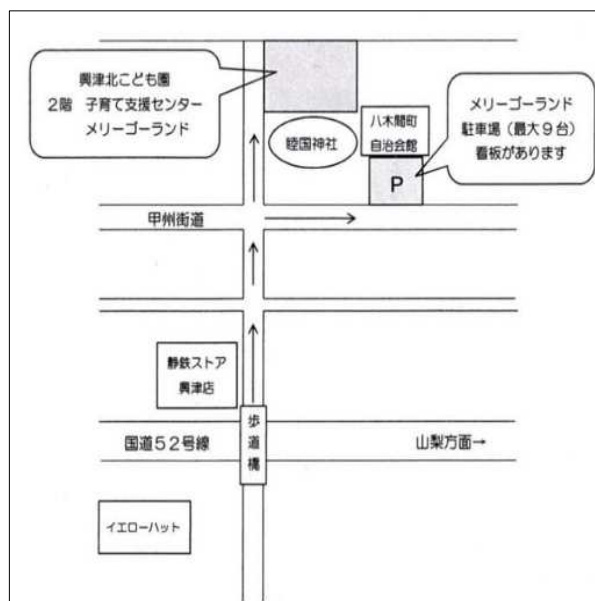 興津北こども園
2階 子育て支援センター
メリーゴーランド
メリーゴーランド
駐車場（最大9台）
看板があります
八木間町
自治会館
睦国神社
P
甲州街道
静鉄ストア
興津店
歩道橋
国道52号線
山梨方面→
イエローハット